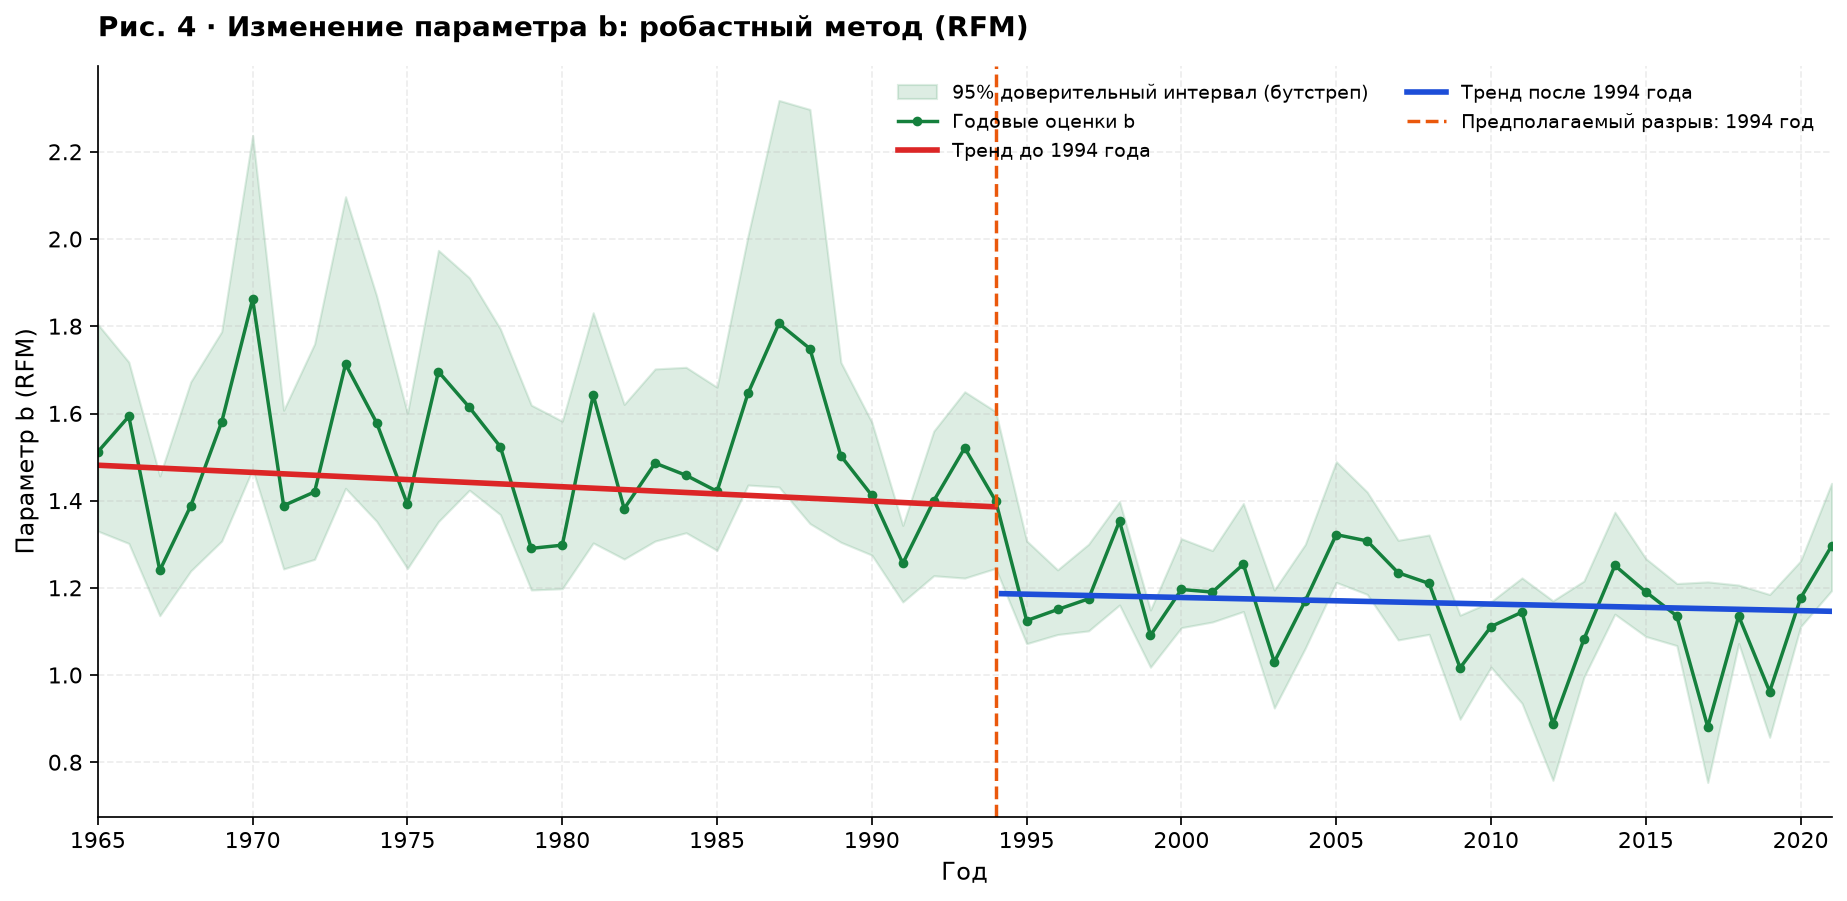 Рис. 4 · Изменение параметра b: робастный метод (RFM)
95% доверительный интервал (бутстреп)
Годовые оценки b
Тренд до 1994 года
Тренд после 1994 года
Предполагаемый разрыв: 1994 год
Параметр b (RFM)
2.2
2.0
1.8
1.6
1.4
1.2
1.0
0.8
1965 1970 1975 1980 1985 1990 1995 2000 2005 2010 2015 2020
Год